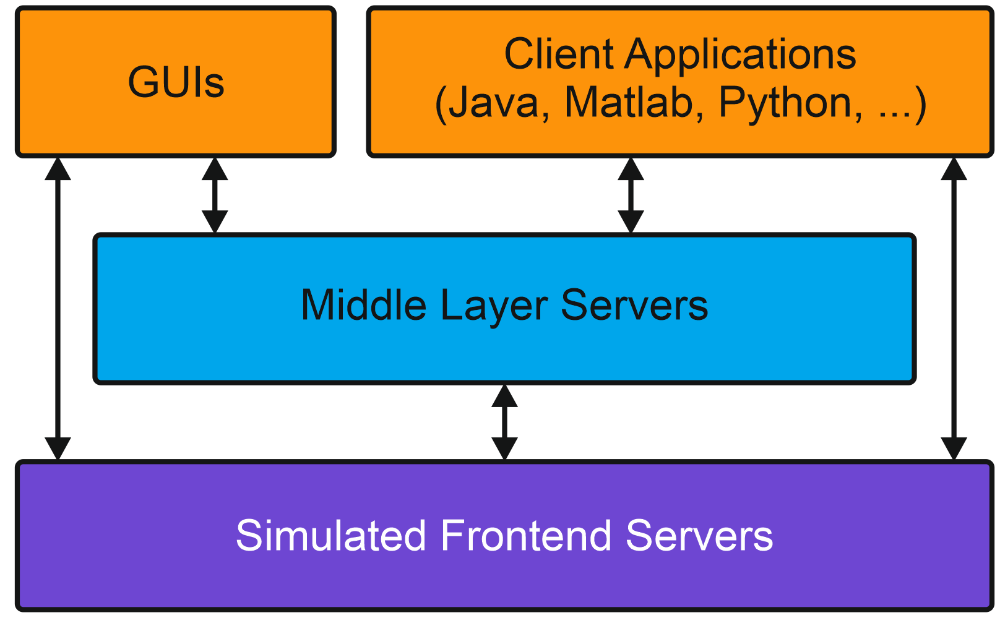 GUIs
Client Applications
(Java, Matlab, Python, ...)
Middle Layer Servers
Simulated Frontend Servers